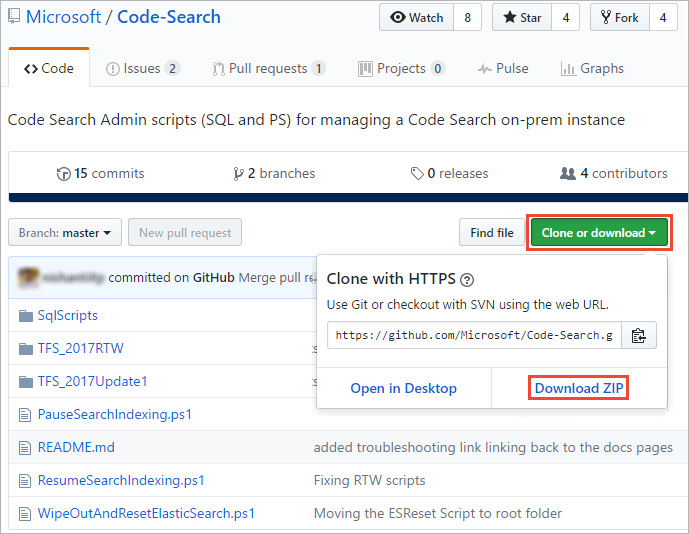 Microsoft / Code-Search
Watch 8 Star 4 Fork 4
Code Issues 2 Pull requests 1 Projects 0 Pulse Graphs
Code Search Admin scripts (SQL and PS) for managing a Code Search on-prem instance
15 commits 2 branches 0 releases 4 contributors
Branch: master New pull request Find file Clone or download
committed on GitHub Merge pull
Clone with HTTPS ?
Use Git or checkout with SVN using the web URL.
https://github.com/Microsoft/Code-Search.g
Open in Desktop Download ZIP
SqlScripts
TFS_2017RTW
TFS_2017Update1
PauseSearchIndexing.ps1
README.md added troubleshooting link linking back to the docs pages
ResumeSearchIndexing.ps1 Fixing RTW scripts
WipeOutAndResetElasticSearch.ps1 Moving the ESReset Script to root folder